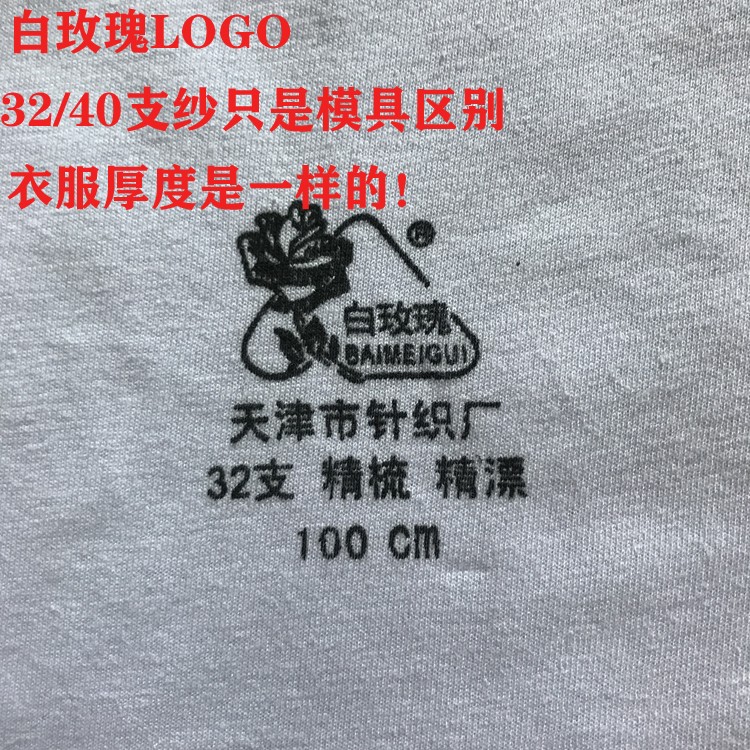 白玫瑰LOGO
32/40支纱只是模具区别
衣服厚度是一样的!
®
白玫瑰
BAIMEIGUI
天津市针织厂
32支 精梳 精漂
100 cm